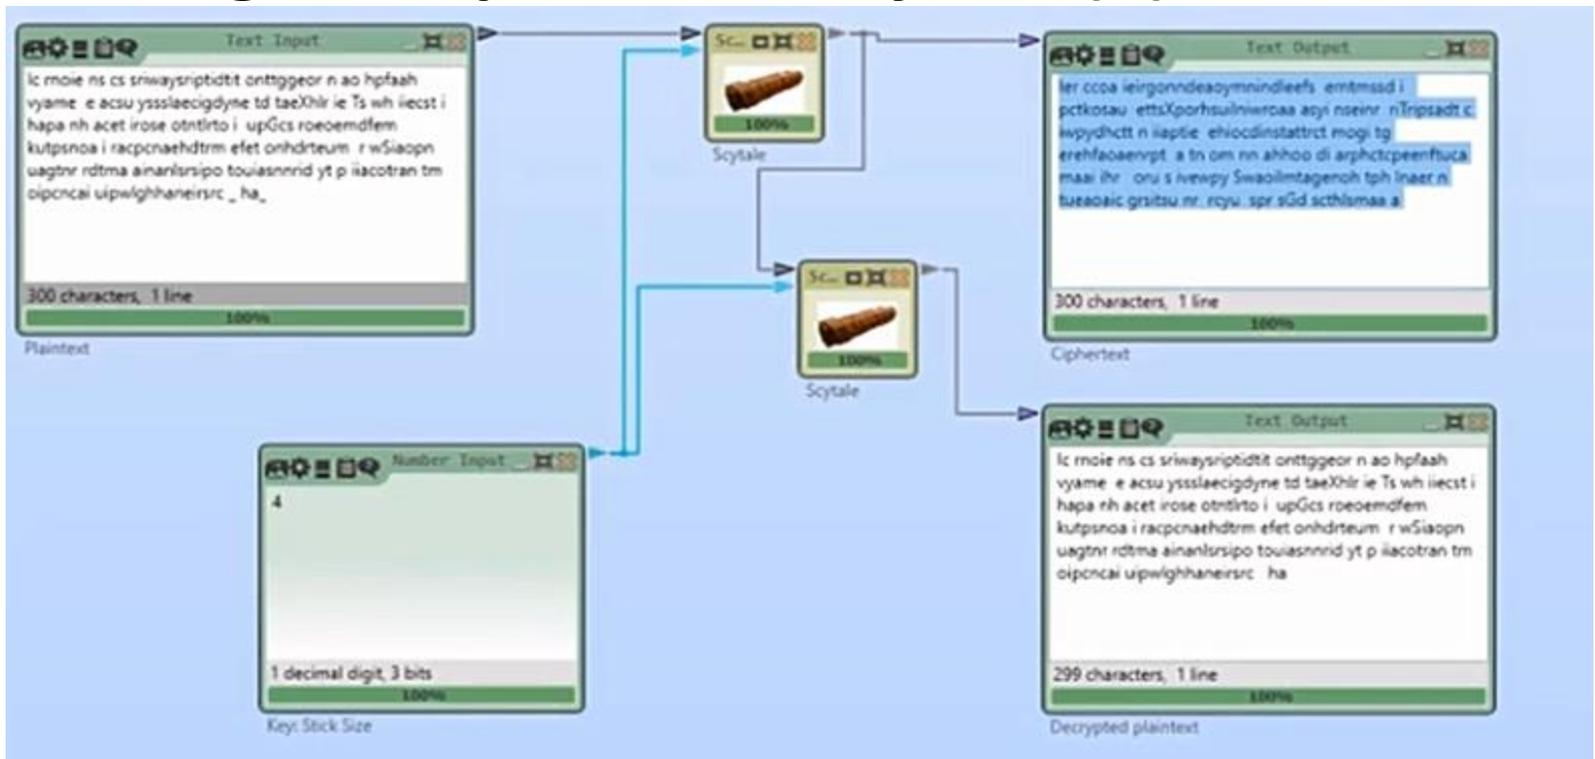 Text Input
Ic rnoie ns cs sriwaysriptidtit onttggeor n ao hpfaah
vyame e acsu yssslaecigdyne td taeXhlr ie Ts wh iiecst i
hapa nh acet irose otntlrto i upGcs roeoemdfem
kutpsnoa i racpcnaehdtrm efet onhdrteum r wSiaopn
uagtnr rdtma ainanlsrsipo touiasnnrid yt p iiacotran tm
oipcncai uipwlghhaneirsrc _ ha_
300 characters, 1 line
100%
Plaintext
Sc...
100%
Scytale
Text Output
Ier ccoa ieirgonndeaoymnindleefs emtmssd i
pctkosau ettsXporhsuilniwroaa asyi nseinr nTripsadt c
iwpydhctt n iiaptie ehiocdinstattrct mogi tg
erehfaoaenrpt a tn om nn ahhoo di arphctcpeenftuca
maai ihr oru s ivewpy Swaoilmtagenoh tph lnaer n
tueaoaic grsitsu nr rcyu spr sGd scthlsmaa a
300 characters, 1 line
100%
Ciphertext
Sc...
100%
Scytale
Number Input
4
1 decimal digit, 3 bits
100%
Key: Stick Size
Text Output
Ic rnoie ns cs sriwaysriptidtit onttggeor n ao hpfaah
vyame e acsu yssslaecigdyne td taeXhlr ie Ts wh iiecst i
hapa nh acet irose otntlrto i upGcs roeoemdfem
kutpsnoa i racpcnaehdtrm efet onhdrteum r wSiaopn
uagtnr rdtma ainanlsrsipo touiasnnrid yt p iiacotran tm
oipcncai uipwlghhaneirsrc ha
299 characters, 1 line
100%
Decrypted plaintext